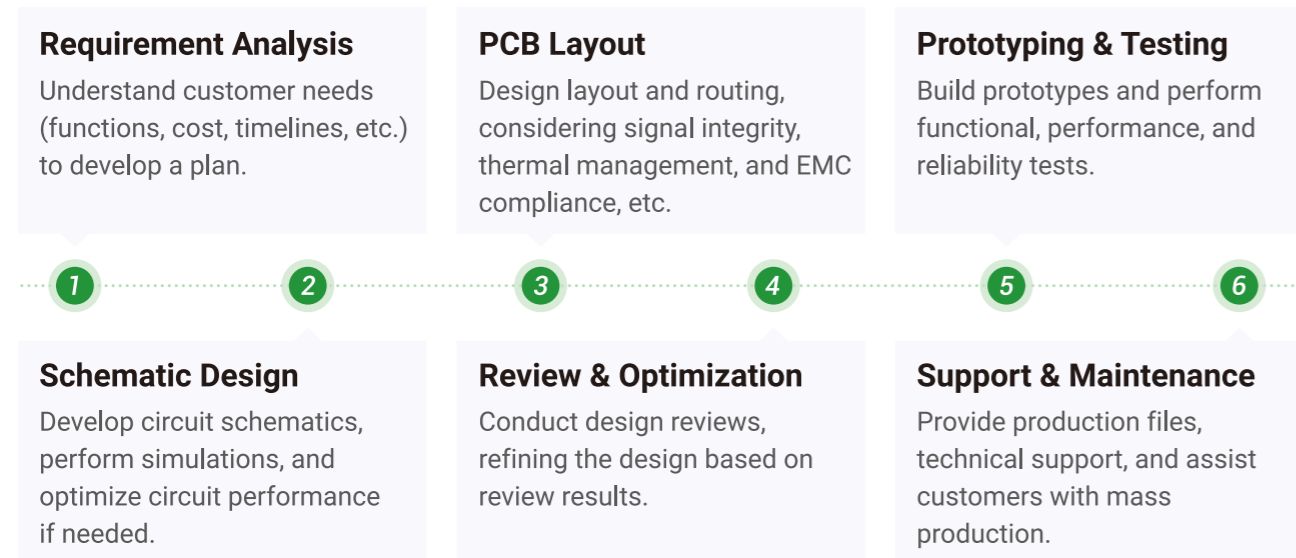 Requirement Analysis
Understand customer needs
(functions, cost, timelines, etc.)
to develop a plan.
PCB Layout
Design layout and routing,
considering signal integrity,
thermal management, and EMC
compliance, etc.
Prototyping & Testing
Build prototypes and perform
functional, performance, and
reliability tests.
1
2
3
4
5
6
Schematic Design
Develop circuit schematics,
perform simulations, and
optimize circuit performance
if needed.
Review & Optimization
Conduct design reviews,
refining the design based on
review results.
Support & Maintenance
Provide production files,
technical support, and assist
customers with mass
production.